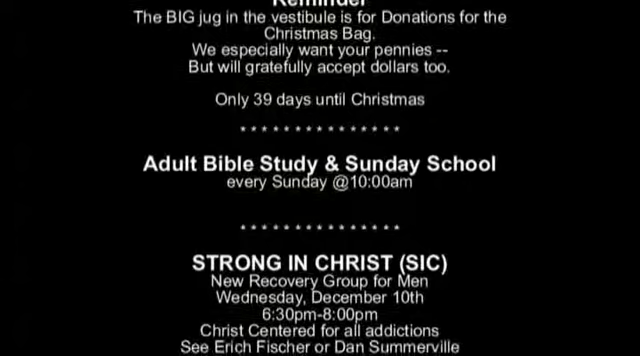 Reminder
The BIG jug in the vestibule is for Donations for the
Christmas Bag.
We especially want your pennies --
But will gratefully accept dollars too.
Only 39 days until Christmas
* * * * * * * * * * * * * * *
Adult Bible Study & Sunday School
every Sunday @10:00am
* * * * * * * * * * * * * * *
STRONG IN CHRIST (SIC)
New Recovery Group for Men
Wednesday, December 10th
6:30pm-8:00pm
Christ Centered for all addictions
See Erich Fischer or Dan Summerville